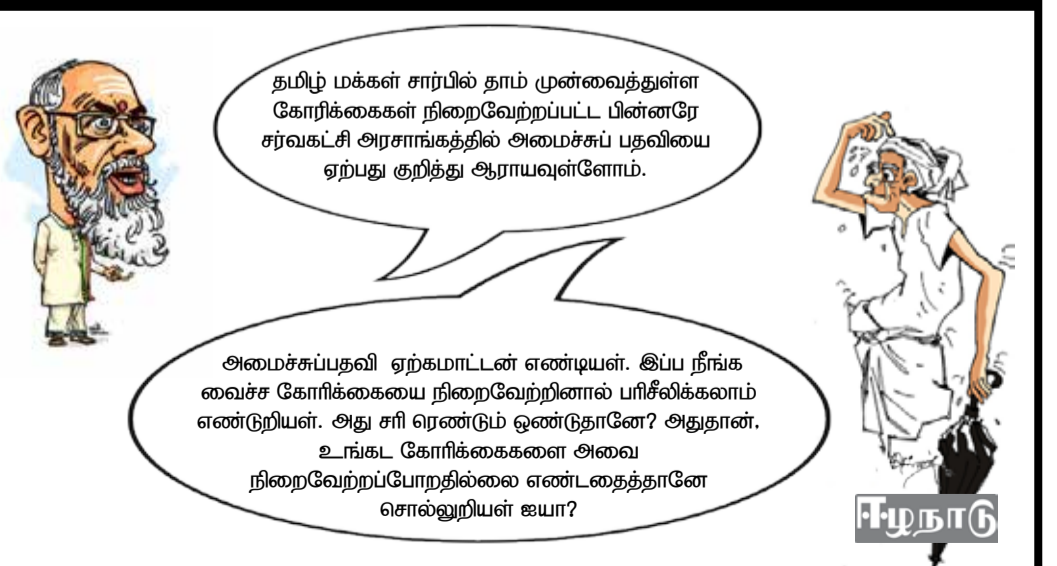 தமிழ் மக்கள் சார்பில் தாம் முன்வைத்துள்ள
கோரிக்கைகள் நிறைவேற்றப்பட்ட பின்னரே
சர்வகட்சி அரசாங்கத்தில் அமைச்சுப் பதவியை
ஏற்பது குறித்து ஆராயவுள்ளோம்.
அமைச்சுப்பதவி ஏற்கமாட்டன் எண்டியள். இப்ப நீங்க
வைச்ச கோரிக்கையை நிறைவேற்றினால் பரிசீலிக்கலாம்
எண்டுறியள். அது சரி ரெண்டும் ஒண்டுதானே? அதுதான்,
உங்கட கோரிக்கைகளை அவை
நிறைவேற்றப்போறதில்லை எண்டதைத்தானே
சொல்லுறியள் ஐயா?
ஈழநாடு